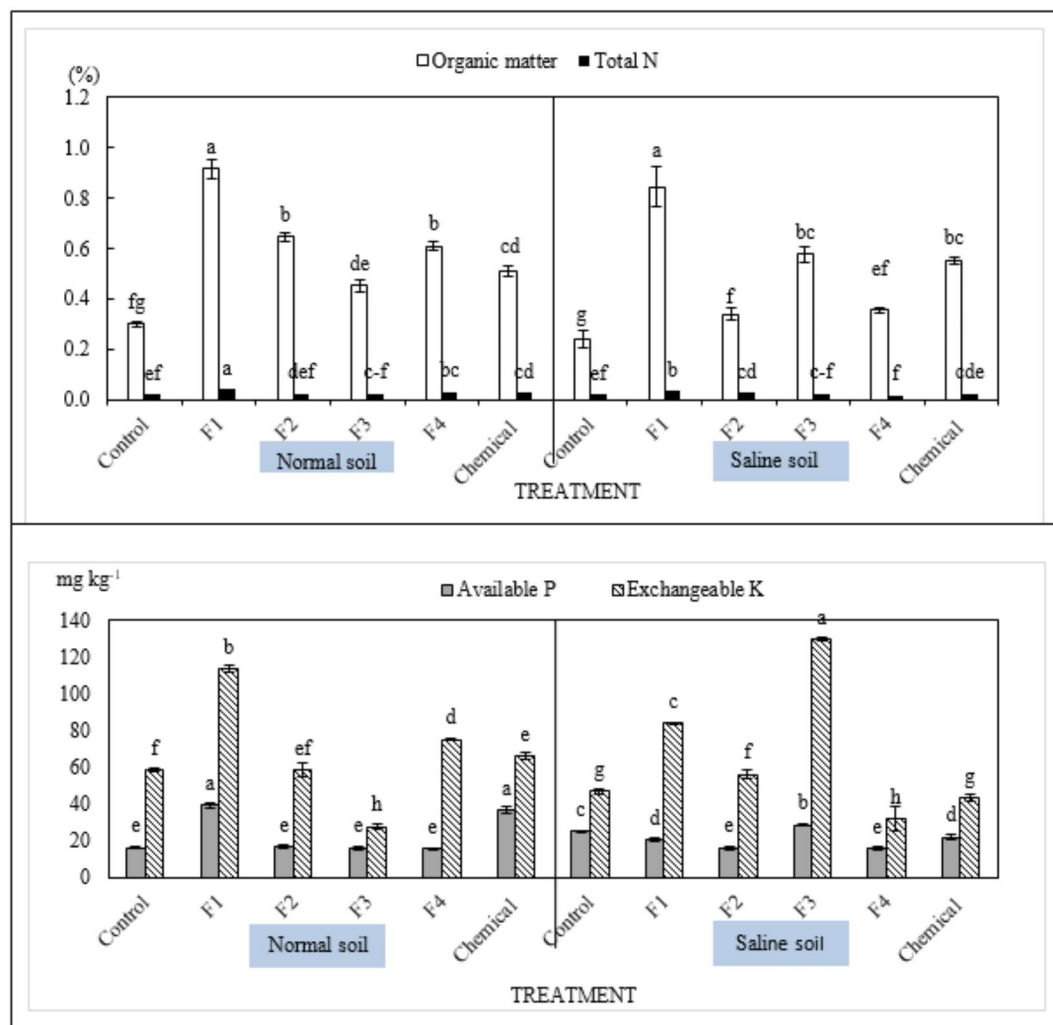 □Organic matter ■Total N
(%)
1.2
1.0
0.8
0.6
0.4
0.2
0.0
fg ef a a b def de c-f b bc cd cd g ef a b f cd bc c-f ef f bc cde
Control F1 F2 F3 F4 Chemical Control F1 F2 F3 F4 Chemical
Normal soil Saline soil
TREATMENT
mg kg⁻¹
Available P Exchangeable K
140
120
100
80
60
40
20
0
e f a b e ef e h e d a e c g d c e f b a e h d g
Control F1 F2 F3 F4 Chemical Control F1 F2 F3 F4 Chemical
Normal soil Saline soil
TREATMENT